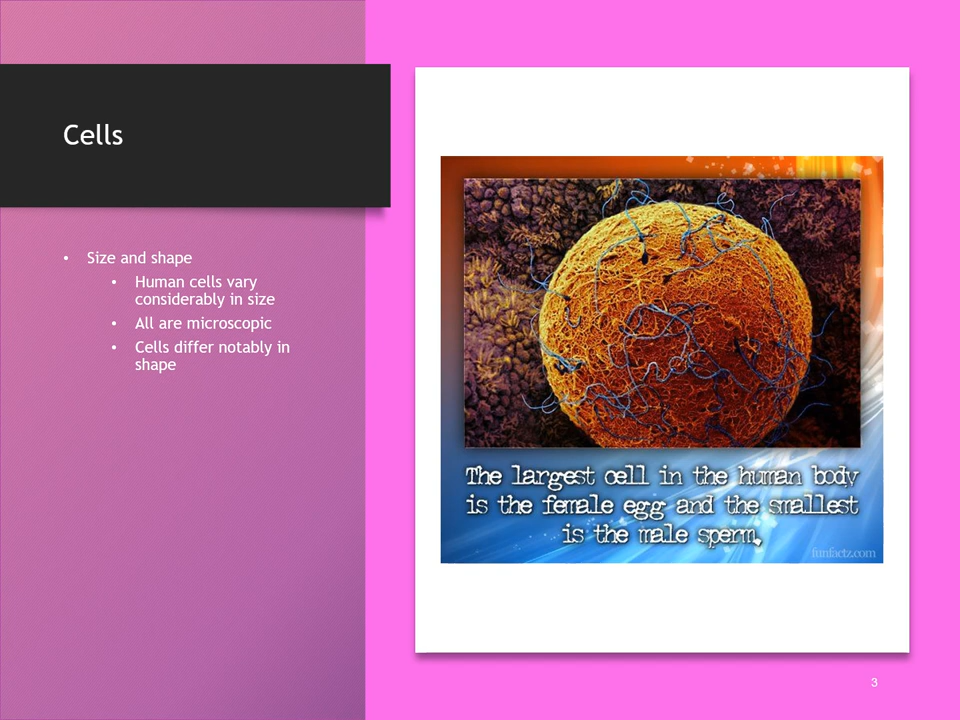 Cells
• Size and shape
• Human cells vary
considerably in size
• All are microscopic
• Cells differ notably in
shape
The largest cell in the human body
is the female egg and the smallest
is the male sperm.
funfactz.com
3